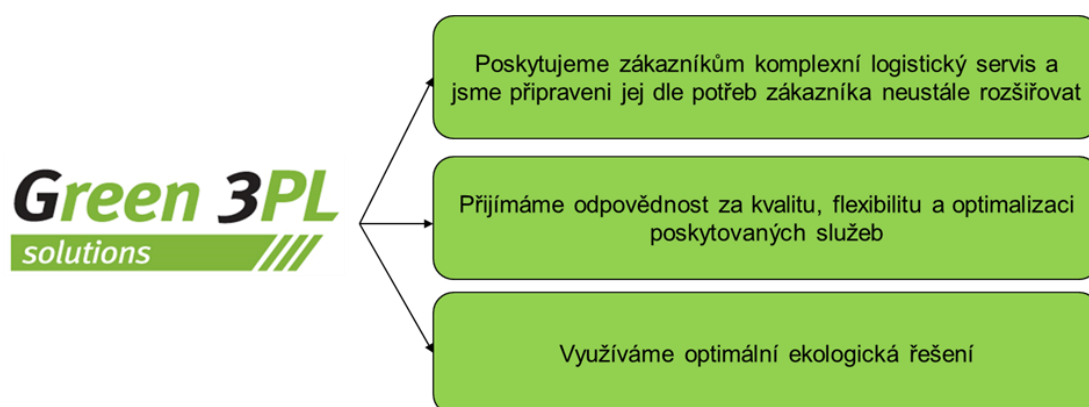 Green 3PL
solutions
Poskytujeme zákazníkům komplexní logistický servis a
jsme připraveni jej dle potřeb zákazníka neustále rozšiřovat
Přijímáme odpovědnost za kvalitu, flexibilitu a optimalizaci
poskytovaných služeb
Využíváme optimální ekologická řešení